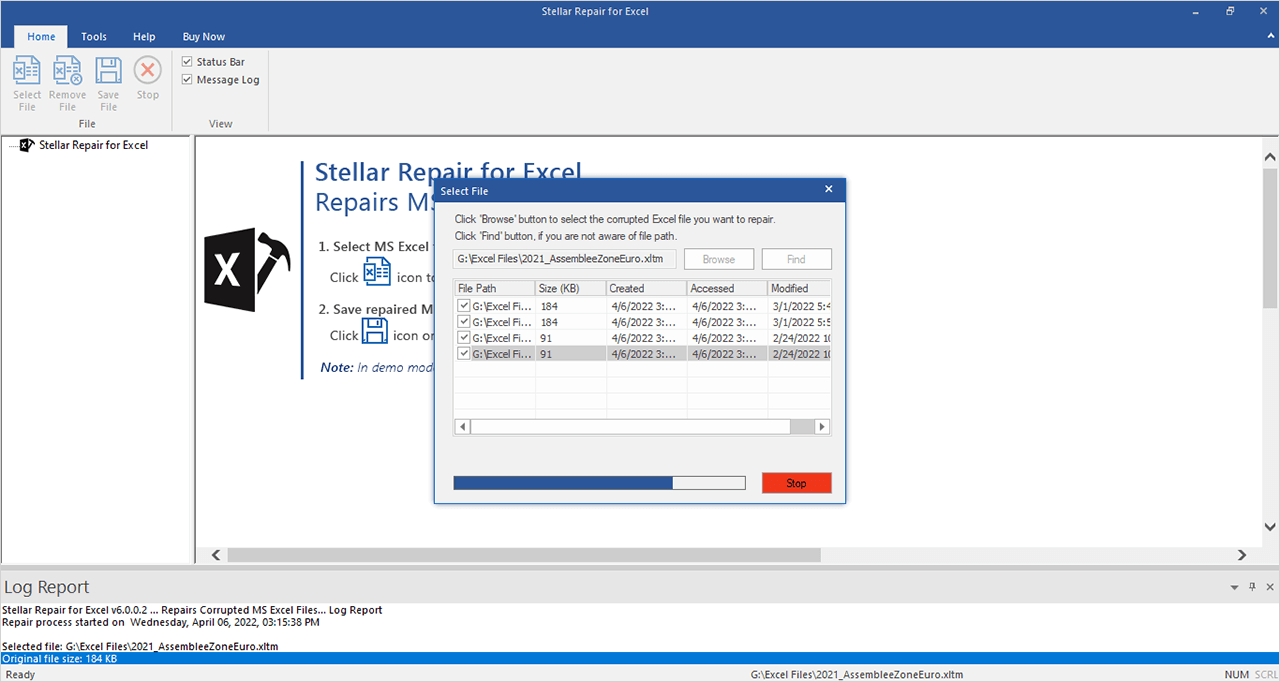 Stellar Repair for Excel
Home Tools Help Buy Now
Select File
Remove File
Save File
Stop
File
Status Bar
Message Log
View
Stellar Repair for Excel
Stellar Repair for Excel
Repairs MS
1. Select MS Excel
Click icon to
2. Save repaired M
Click icon on
Note: In demo mod
Select File
Click 'Browse' button to select the corrupted Excel file you want to repair.
Click 'Find' button, if you are not aware of file path.
G:\Excel Files\2021_AssembleeZoneEuro.xltm Browse Find
File Path Size (KB) Created Accessed Modified
G:\Excel Fi... 184 4/6/2022 3:... 4/6/2022 3:... 3/1/2022 5:4
G:\Excel Fi... 184 4/6/2022 3:... 4/6/2022 3:... 3/1/2022 5:5
G:\Excel Fi... 91 4/6/2022 3:... 4/6/2022 3:... 2/24/2022 10
G:\Excel Fi... 91 4/6/2022 3:... 4/6/2022 3:... 2/24/2022 10
Stop
Log Report
Stellar Repair for Excel v6.0.0.2 ... Repairs Corrupted MS Excel Files... Log Report
Repair process started on Wednesday, April 06, 2022, 03:15:38 PM
Selected file: G:\Excel Files\2021_AssembleeZoneEuro.xltm
Original file size: 184 KB
Ready G:\Excel Files\2021_AssembleeZoneEuro.xltm NUM SCRL